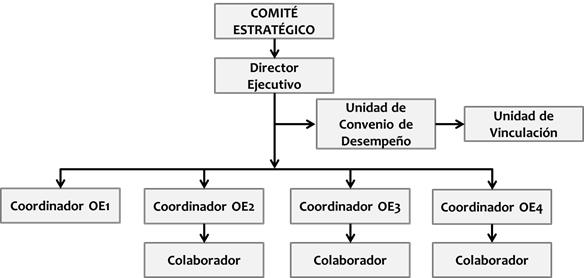 COMITÉ
ESTRATÉGICO
Director
Ejecutivo
Unidad de
Convenio de
Desempeño
Unidad de
Vinculación
Coordinador OE1
Coordinador OE2
Coordinador OE3
Coordinador OE4
Colaborador
Colaborador
Colaborador